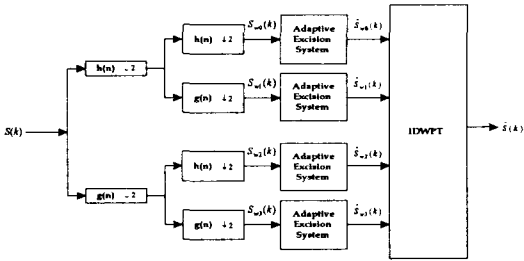 S(k)
h(n) ↓2
g(n) ↓2
h(n) ↓2
g(n) ↓2
h(n) ↓2
g(n) ↓2
S_w0(k)
S_w1(k)
S_w2(k)
S_w3(k)
Adaptive
Excision
System
Adaptive
Excision
System
Adaptive
Excision
System
Adaptive
Excision
System
ŝ_w0(k)
ŝ_w1(k)
ŝ_w2(k)
ŝ_w3(k)
IDWPT
ŝ(k)